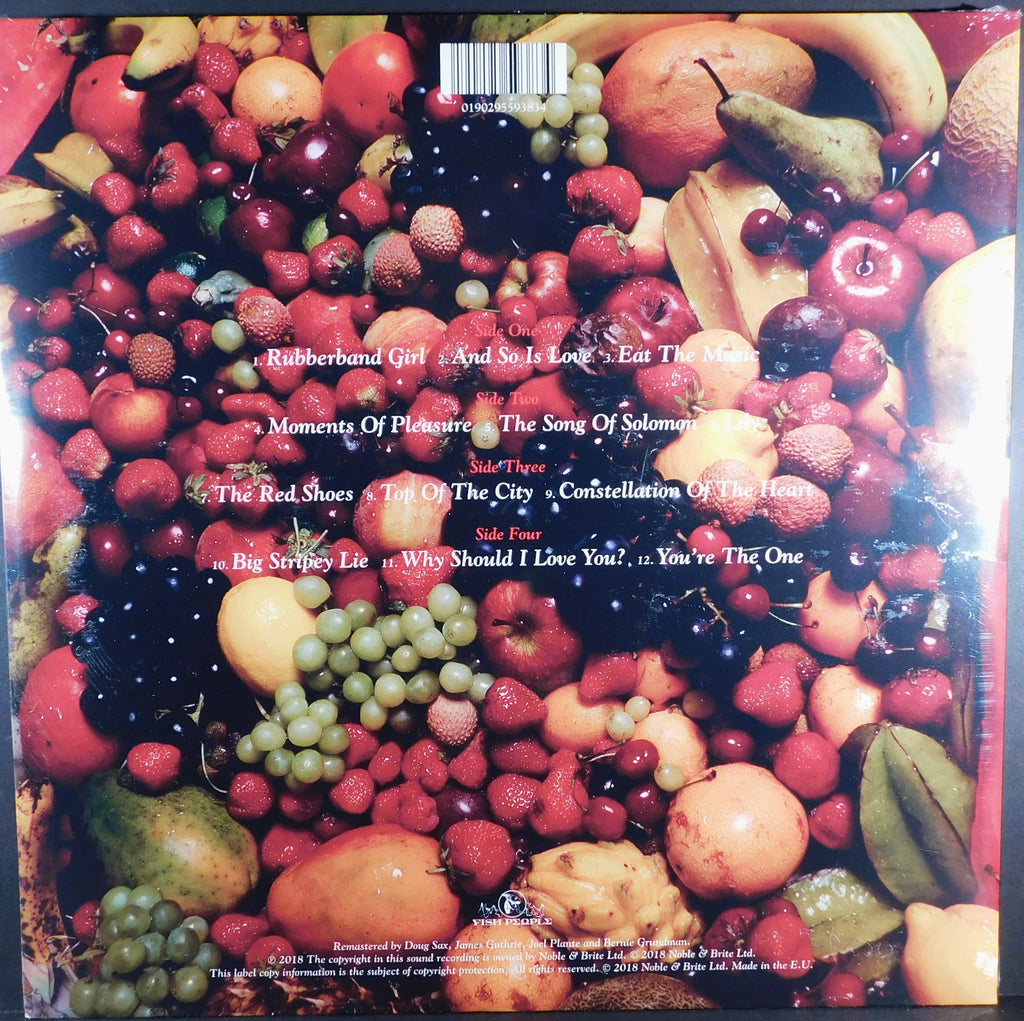 0190295593834
Side One
1. Rubberband Girl 2. And So Is Love 3. Eat The Music
Side Two
4. Moments Of Pleasure 5. The Song Of Solomon 6. Lily
Side Three
7. The Red Shoes 8. Top Of The City 9. Constellation Of The Heart
Side Four
10. Big Stripey Lie 11. Why Should I Love You? 12. You're The One
FISH PEOPLE
Remastered by Doug Sax, James Guthrie, Joel Plante and Bernie Grundman.
℗ 2018 The copyright in this sound recording is owned by Noble & Brite Ltd. © 2018 Noble & Brite Ltd.
This label copy information is the subject of copyright protection. All rights reserved. © 2018 Noble & Brite Ltd. Made in the E.U.